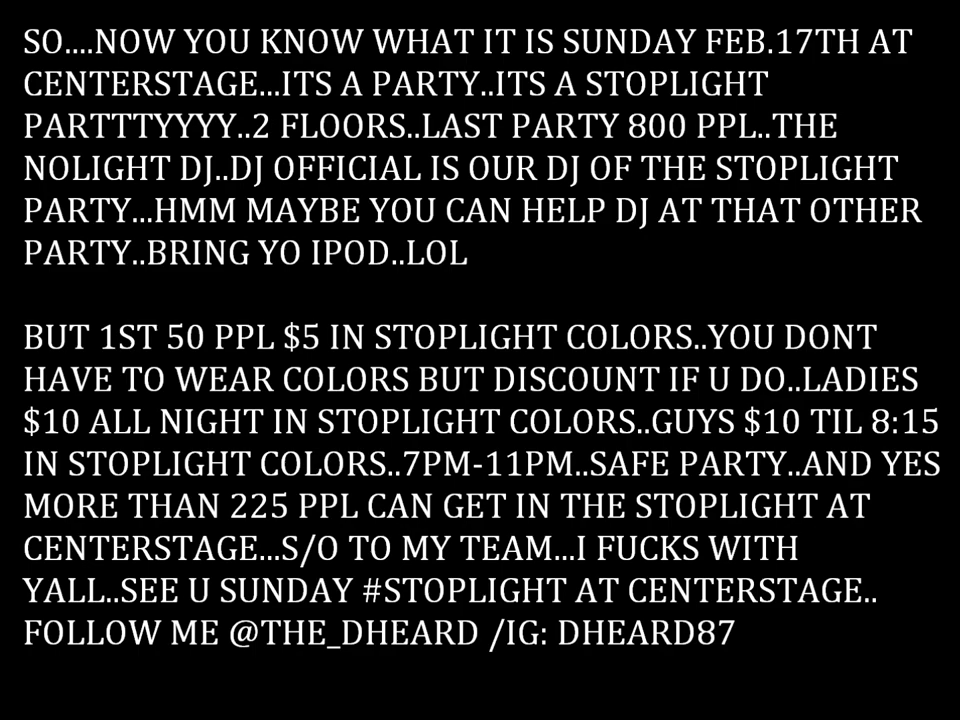 SO....NOW YOU KNOW WHAT IT IS SUNDAY FEB.17TH AT
CENTERSTAGE...ITS A PARTY..ITS A STOPLIGHT
PARTTTYYYY..2 FLOORS..LAST PARTY 800 PPL..THE
NOLIGHT DJ..DJ OFFICIAL IS OUR DJ OF THE STOPLIGHT
PARTY...HMM MAYBE YOU CAN HELP DJ AT THAT OTHER
PARTY..BRING YO IPOD..LOL
BUT 1ST 50 PPL $5 IN STOPLIGHT COLORS..YOU DONT
HAVE TO WEAR COLORS BUT DISCOUNT IF U DO..LADIES
$10 ALL NIGHT IN STOPLIGHT COLORS..GUYS $10 TIL 8:15
IN STOPLIGHT COLORS..7PM-11PM..SAFE PARTY..AND YES
MORE THAN 225 PPL CAN GET IN THE STOPLIGHT AT
CENTERSTAGE...S/O TO MY TEAM...I FUCKS WITH
YALL..SEE U SUNDAY #STOPLIGHT AT CENTERSTAGE..
FOLLOW ME @THE_DHEARD /IG: DHEARD87